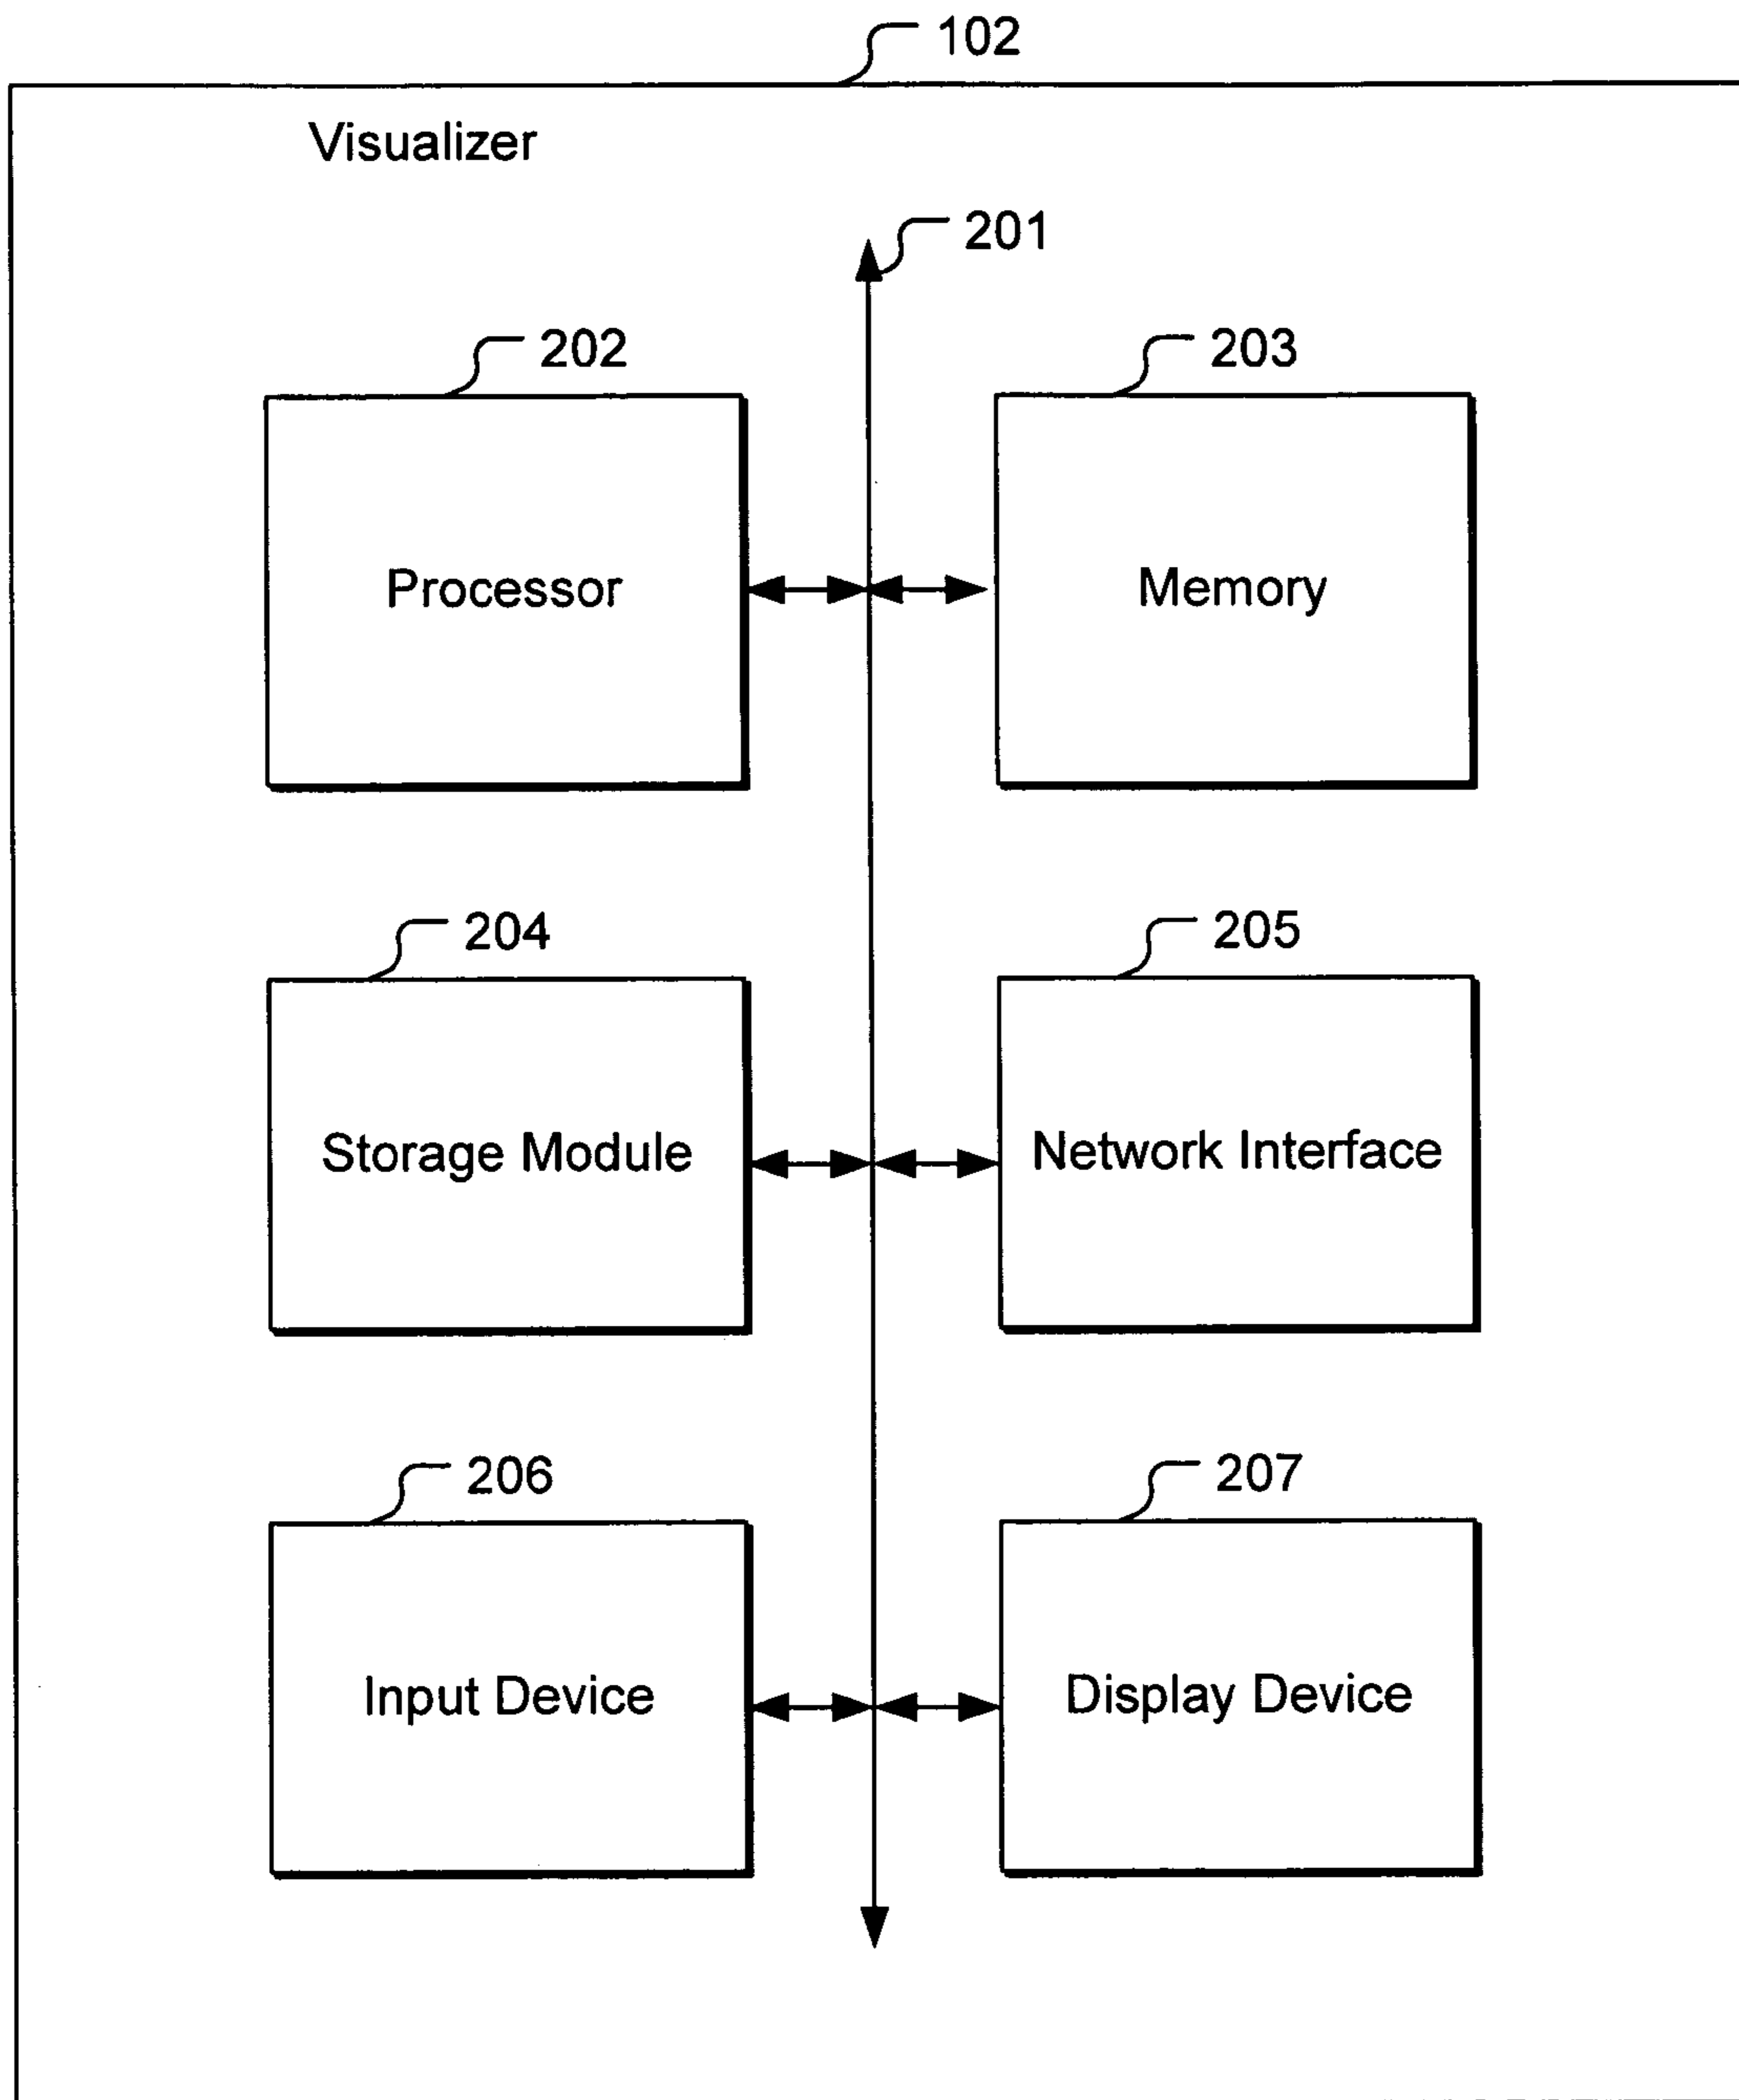 102
Visualizer
201
202
203
Processor
Memory
204
205
Storage Module
Network Interface
206
207
Input Device
Display Device